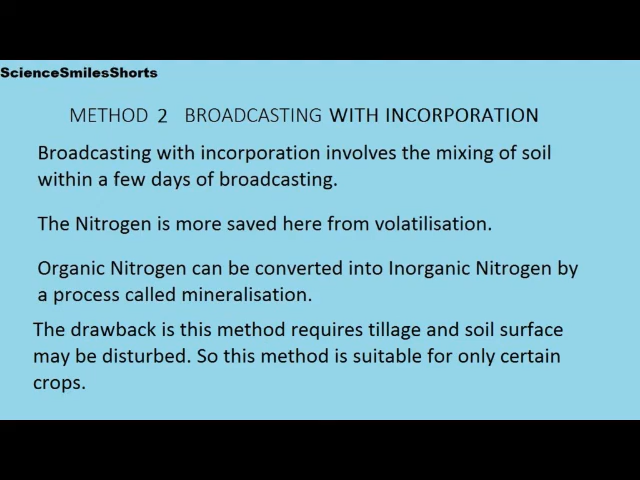 ScienceSmilesShorts
METHOD 2 BROADCASTING WITH INCORPORATION
Broadcasting with incorporation involves the mixing of soil
within a few days of broadcasting.
The Nitrogen is more saved here from volatilisation.
Organic Nitrogen can be converted into Inorganic Nitrogen by
a process called mineralisation.
The drawback is this method requires tillage and soil surface
may be disturbed. So this method is suitable for only certain
crops.